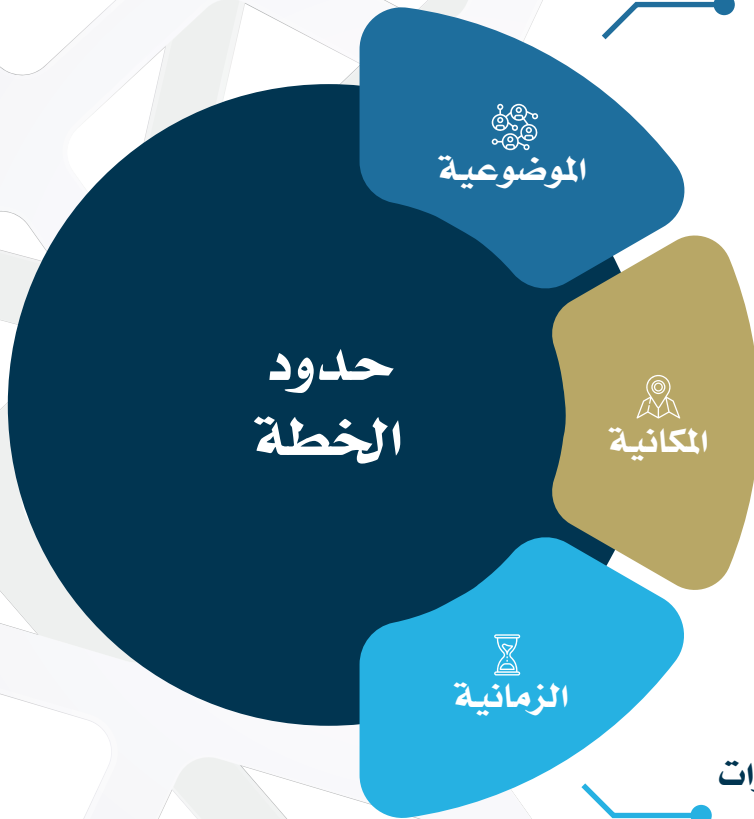 الموضوعية
حدود
الخطة
المكانية
الزمانية